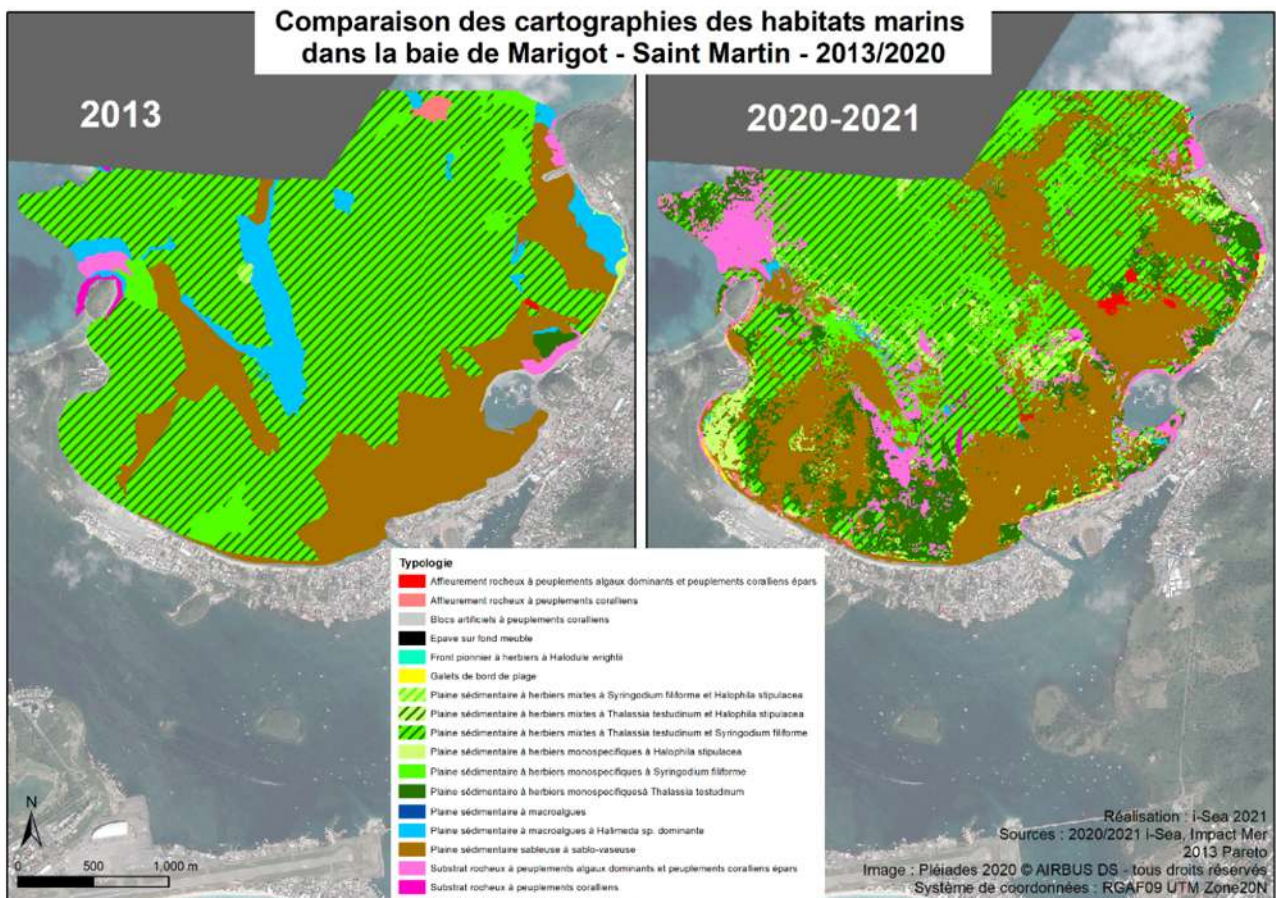 Comparaison des cartographies des habitats marins
dans la baie de Marigot - Saint Martin - 2013/2020
2013
2020-2021
Typologie
Affleurement rocheux à peuplements algaux dominants et peuplements coralliens épars
Affleurement rocheux à peuplements coralliens
Blocs artificiels à peuplements coralliens
Epave sur fond meuble
Front pionnier à herbiers à Halodule wrightii
Galets de bord de plage
Plaine sédimentaire à herbiers mixtes à Syringodium filiforme et Halophila stipulacea
Plaine sédimentaire à herbiers mixtes à Thalassia testudinum et Halophila stipulacea
Plaine sédimentaire à herbiers mixtes à Thalassia testudinum et Syringodium filiforme
Plaine sédimentaire à herbiers monospecifiques à Halophila stipulacea
Plaine sédimentaire à herbiers monospecifiques à Syringodium filiforme
Plaine sédimentaire à herbiers monospecifiquesà Thalassia testudinum
Plaine sédimentaire à macroalgues
Plaine sédimentaire à macroalgues à Halimeda sp. dominante
Plaine sédimentaire sableuse à sablo-vaseuse
Substrat rocheux à peuplements algaux dominants et peuplements coralliens épars
Substrat rocheux à peuplements coralliens
N
0 500 1,000 m
Réalisation : i-Sea 2021
Sources : 2020/2021 i-Sea, Impact Mer
2013 Pareto
Image : Pléiades 2020 © AIRBUS DS - tous droits réservés
Système de coordonnées : RGAF09 UTM Zone20N